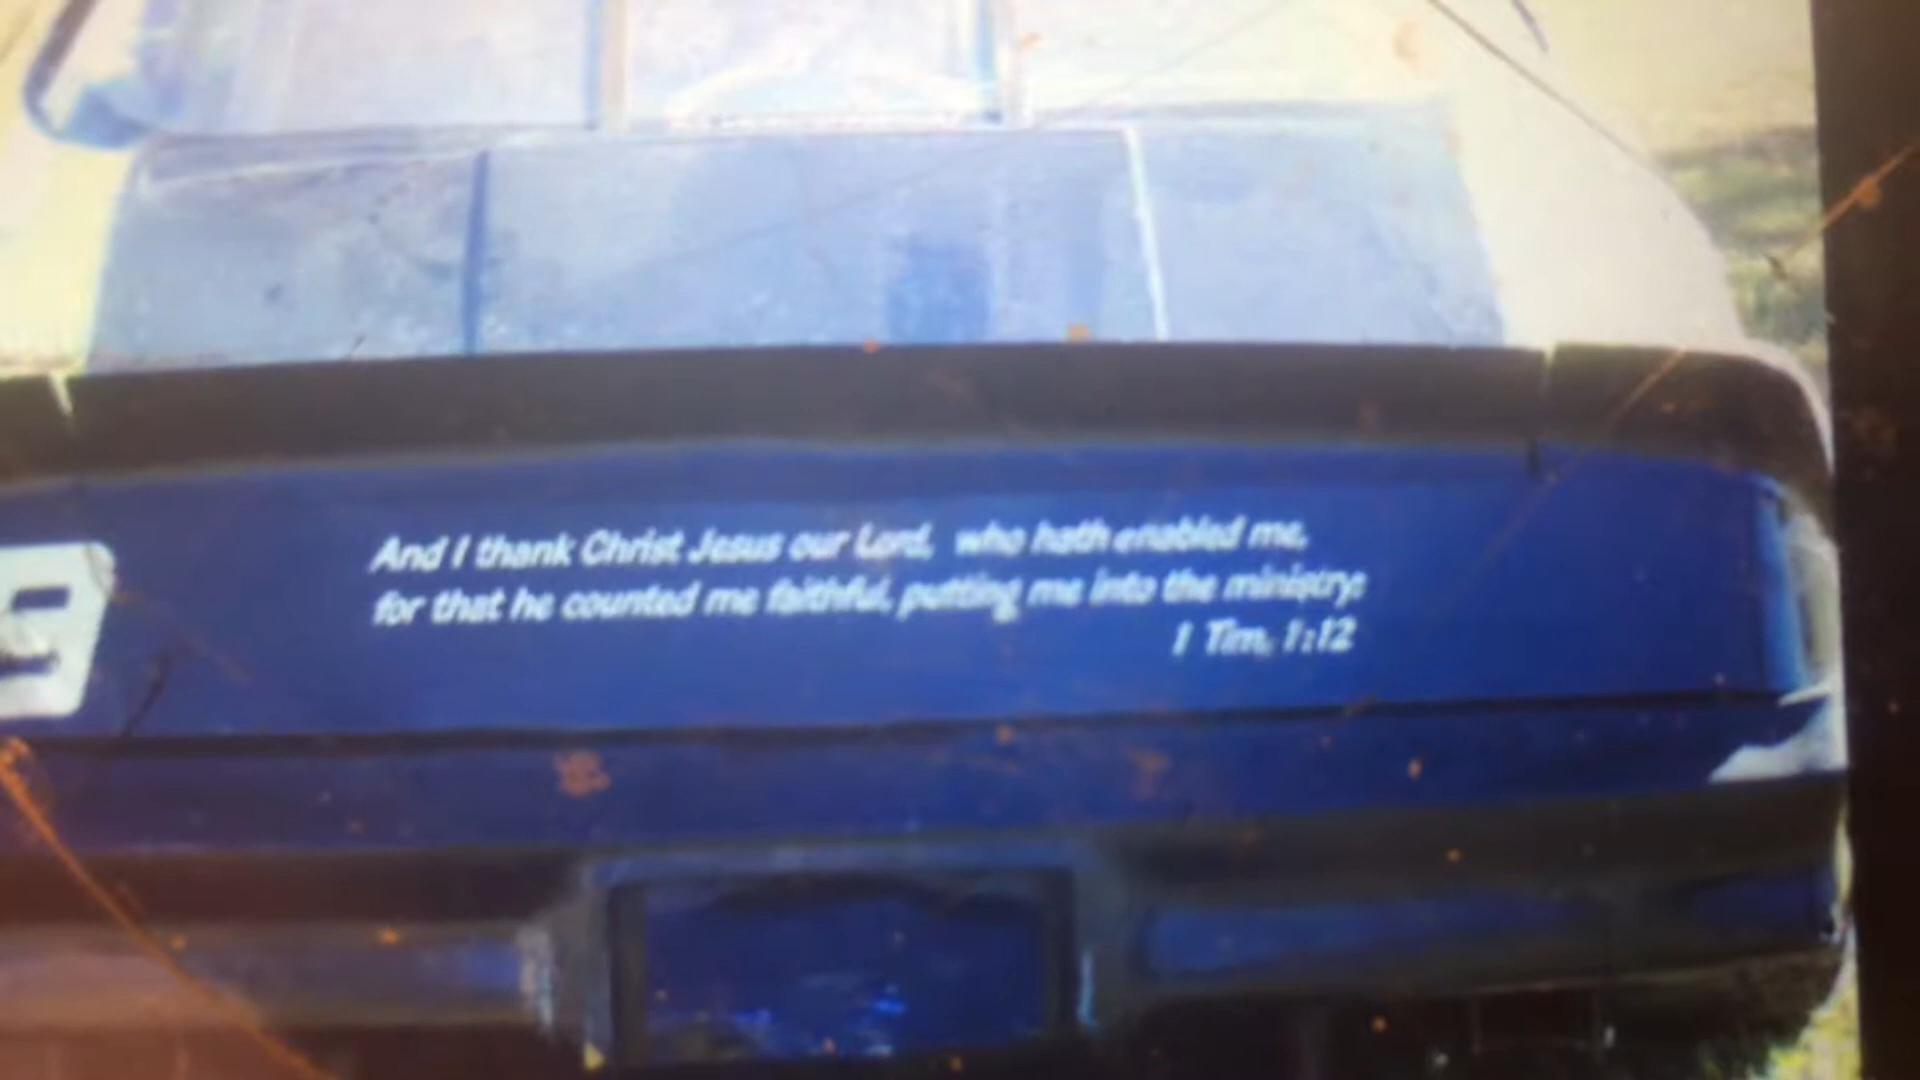 And I thank Christ Jesus our Lord, who hath enabled me,
for that he counted me faithful, putting me into the ministry;
1 Tim. 1:12